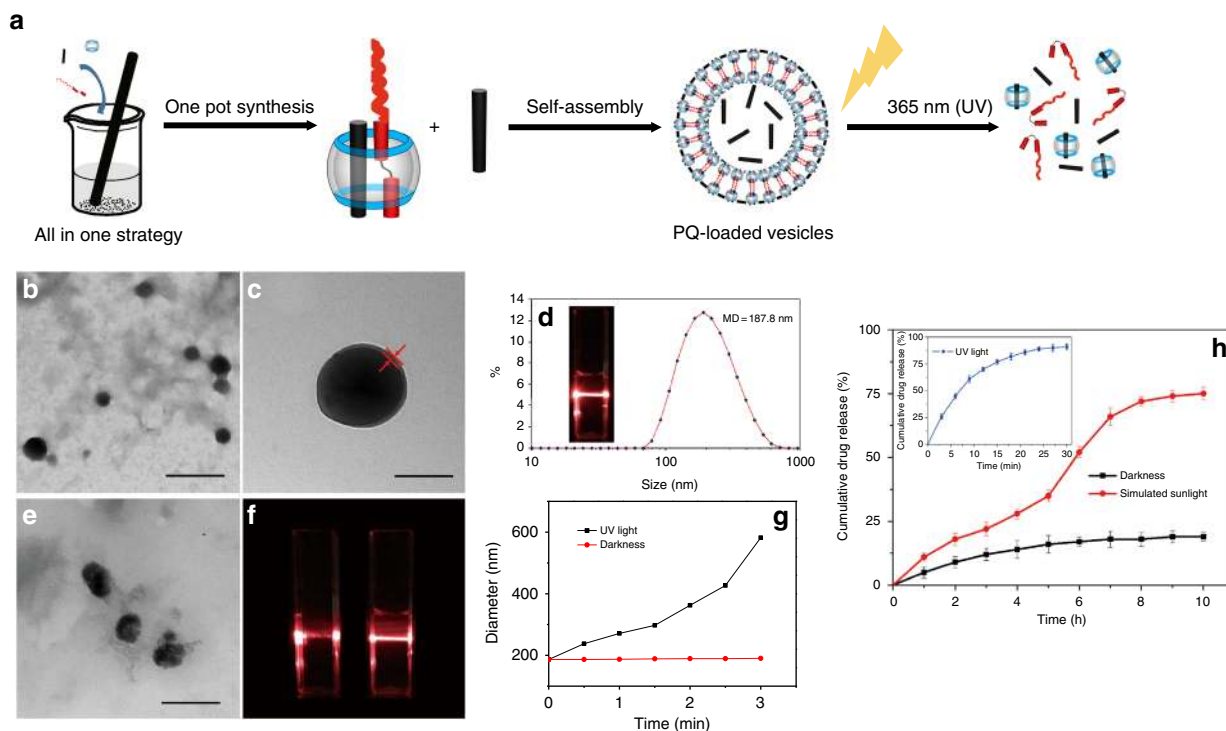 a
One pot synthesis
+
Self-assembly
365 nm (UV)
All in one strategy
PQ-loaded vesicles
b
c
d
MD = 187.8 nm
%
14
12
10
8
6
4
2
0
10
100
1000
Size (nm)
e
f
g
UV light
Darkness
Diameter (nm)
600
400
200
0
1
2
3
Time (min)
h
Cumulative drug release (%)
100
75
50
25
0
UV light
Cumulative drug release (%)
100
75
50
25
0
0 5 10 15 20 25 30
Time (min)
Darkness
Simulated sunlight
0
2
4
6
8
10
Time (h)